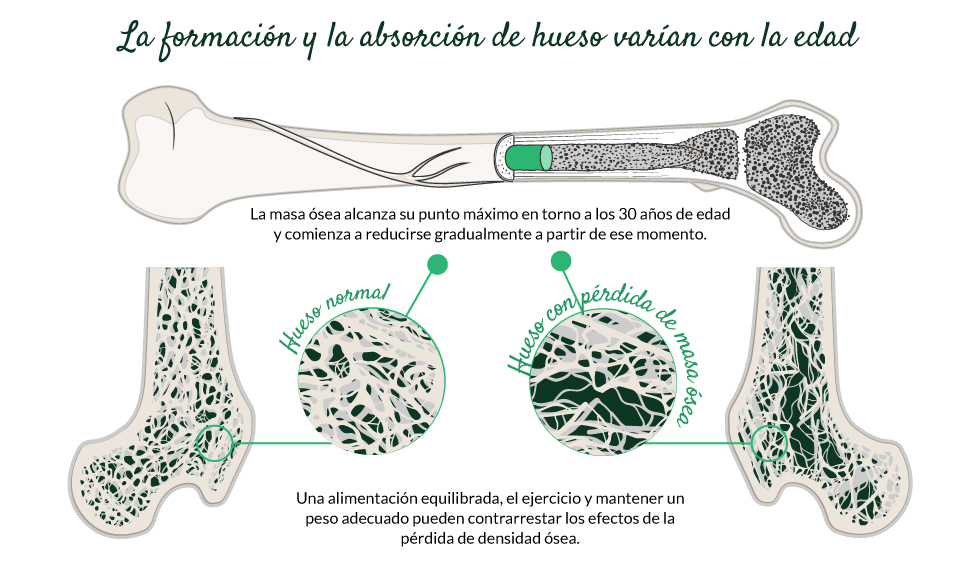 La formación y la absorción de hueso varían con la edad
La masa ósea alcanza su punto máximo en torno a los 30 años de edad
y comienza a reducirse gradualmente a partir de ese momento.
Hueso normal
Hueso con pérdida de masa ósea
Una alimentación equilibrada, el ejercicio y mantener un
peso adecuado pueden contrarrestar los efectos de la
pérdida de densidad ósea.